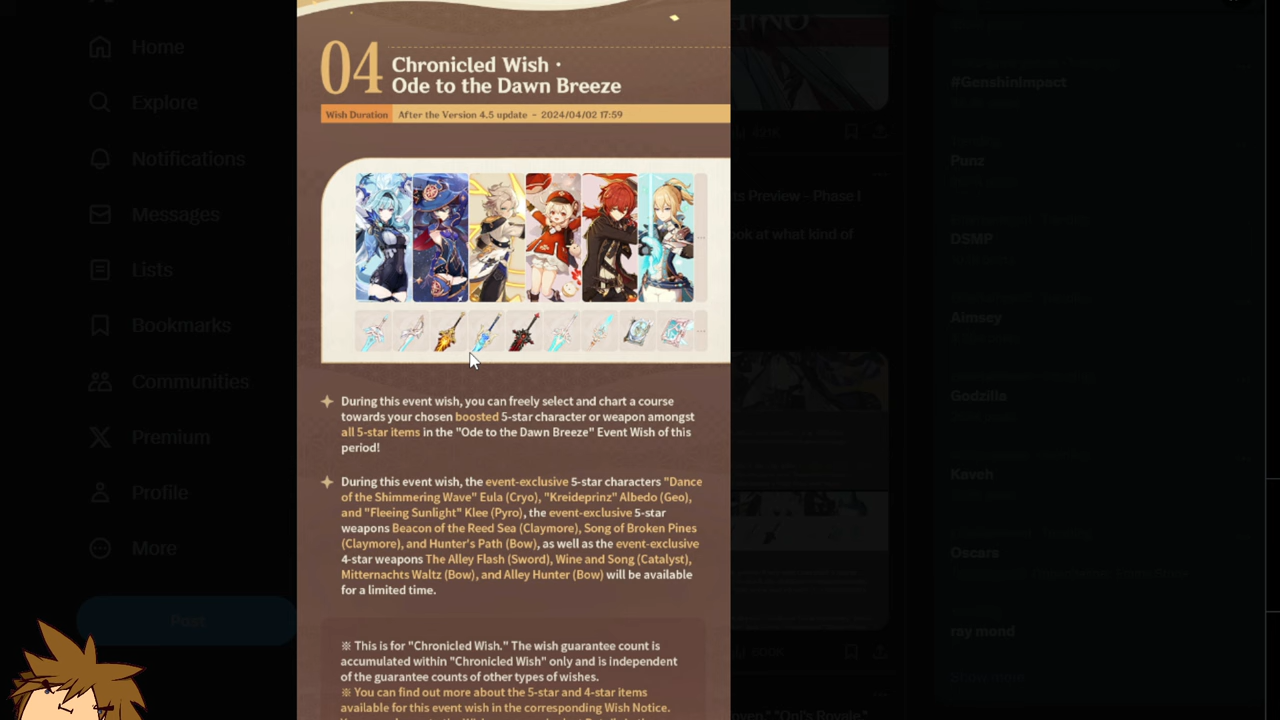 Home
Explore
Notifications
Messages
Lists
Bookmarks
Communities
Premium
Profile
More
Post
04
Chronicled Wish ·
Ode to the Dawn Breeze
Wish Duration After the Version 4.5 update – 2024/04/02 17:59
During this event wish, you can freely select and chart a course
towards your chosen boosted 5-star character or weapon amongst
all 5-star items in the "Ode to the Dawn Breeze" Event Wish of this
period!
During this event wish, the event-exclusive 5-star characters "Dance
of the Shimmering Wave" Eula (Cryo), "Kreideprinz" Albedo (Geo),
and "Fleeing Sunlight" Klee (Pyro), the event-exclusive 5-star
weapons Beacon of the Reed Sea (Claymore), Song of Broken Pines
(Claymore), and Hunter's Path (Bow), as well as the event-exclusive
4-star weapons The Alley Flash (Sword), Wine and Song (Catalyst),
Mitternachts Waltz (Bow), and Alley Hunter (Bow) will be available
for a limited time.
※ This is for "Chronicled Wish." The wish guarantee count is
accumulated within "Chronicled Wish" only and is independent
of the guarantee counts of other types of wishes.
※ You can find out more about the 5-star and 4-star items
available for this event wish in the corresponding Wish Notice.
ts Preview - Phase I
ook at what kind of
#GenshinImpact
Punz
DSMP
Aimsey
Godzilla
Kaveh
Oscars
ray mond